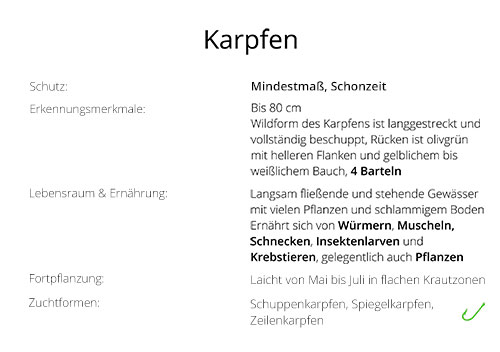 Karpfen
Schutz: Mindestmaß, Schonzeit
Erkennungsmerkmale: Bis 80 cm
Wildform des Karpfens ist langgestreckt und
vollständig beschuppt, Rücken ist olivgrün
mit helleren Flanken und gelblichem bis
weißlichem Bauch, 4 Barteln
Lebensraum & Ernährung: Langsam fließende und stehende Gewässer
mit vielen Pflanzen und schlammigem Boden
Ernährt sich von Würmern, Muscheln,
Schnecken, Insektenlarven und
Krebstieren, gelegentlich auch Pflanzen
Fortpflanzung: Laicht von Mai bis Juli in flachen Krautzonen
Zuchtformen: Schuppenkarpfen, Spiegelkarpfen,
Zeilenkarpfen